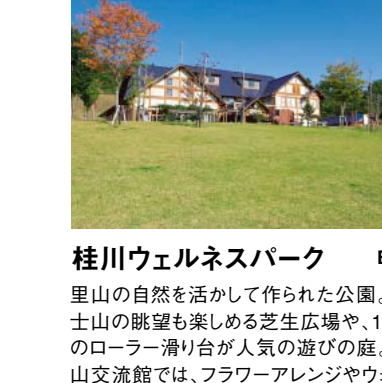 桂川ウェルネスパーク
里山の自然を活かして作られた公園。
士山の眺望も楽しめる芝生広場や、1
のローラー滑り台が人気の遊びの庭。
山交流館では、フラワーアレンジやウ